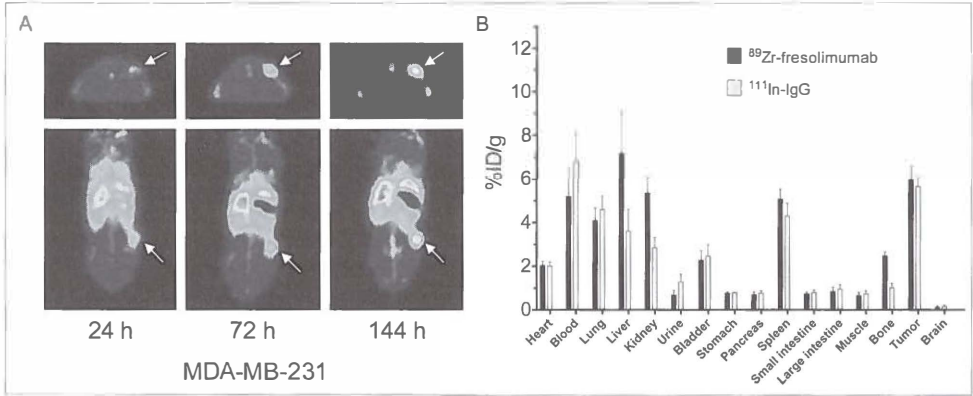 A
24 h
72 h
144 h
MDA-MB-231
B
%ID/g
13
12
10
8
6
4
2
0
⁸⁹Zr-fresolimumab
¹¹¹In-IgG
Heart
Blood
Lung
Liver
Kidney
Urine
Bladder
Stomach
Pancreas
Spleen
Small intestine
Large intestine
Muscle
Bone
Tumor
Brain